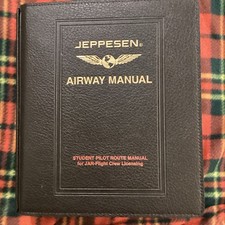 JEPPESEN®
AIRWAY MANUAL
STUDENT PILOT ROUTE MANUAL
for JAR-Flight Crew Licensing